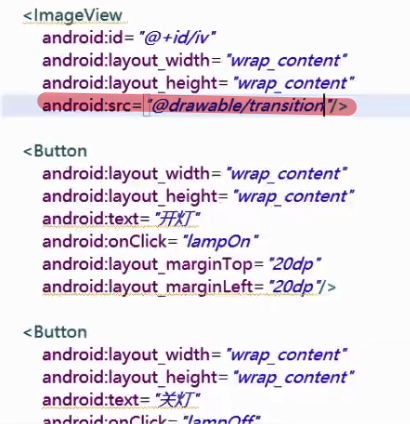 <ImageView
android:id="@+id/iv"
android:layout_width="wrap_content"
android:layout_height="wrap_content"
android:src="@drawable/transition"/>
<Button
android:layout_width="wrap_content"
android:layout_height="wrap_content"
android:text="开灯"
android:onClick="lampOn"
android:layout_marginTop="20dp"
android:layout_marginLeft="20dp"/>
<Button
android:layout_width="wrap_content"
android:layout_height="wrap_content"
android:text="关灯"
android:onClick="lampOff"